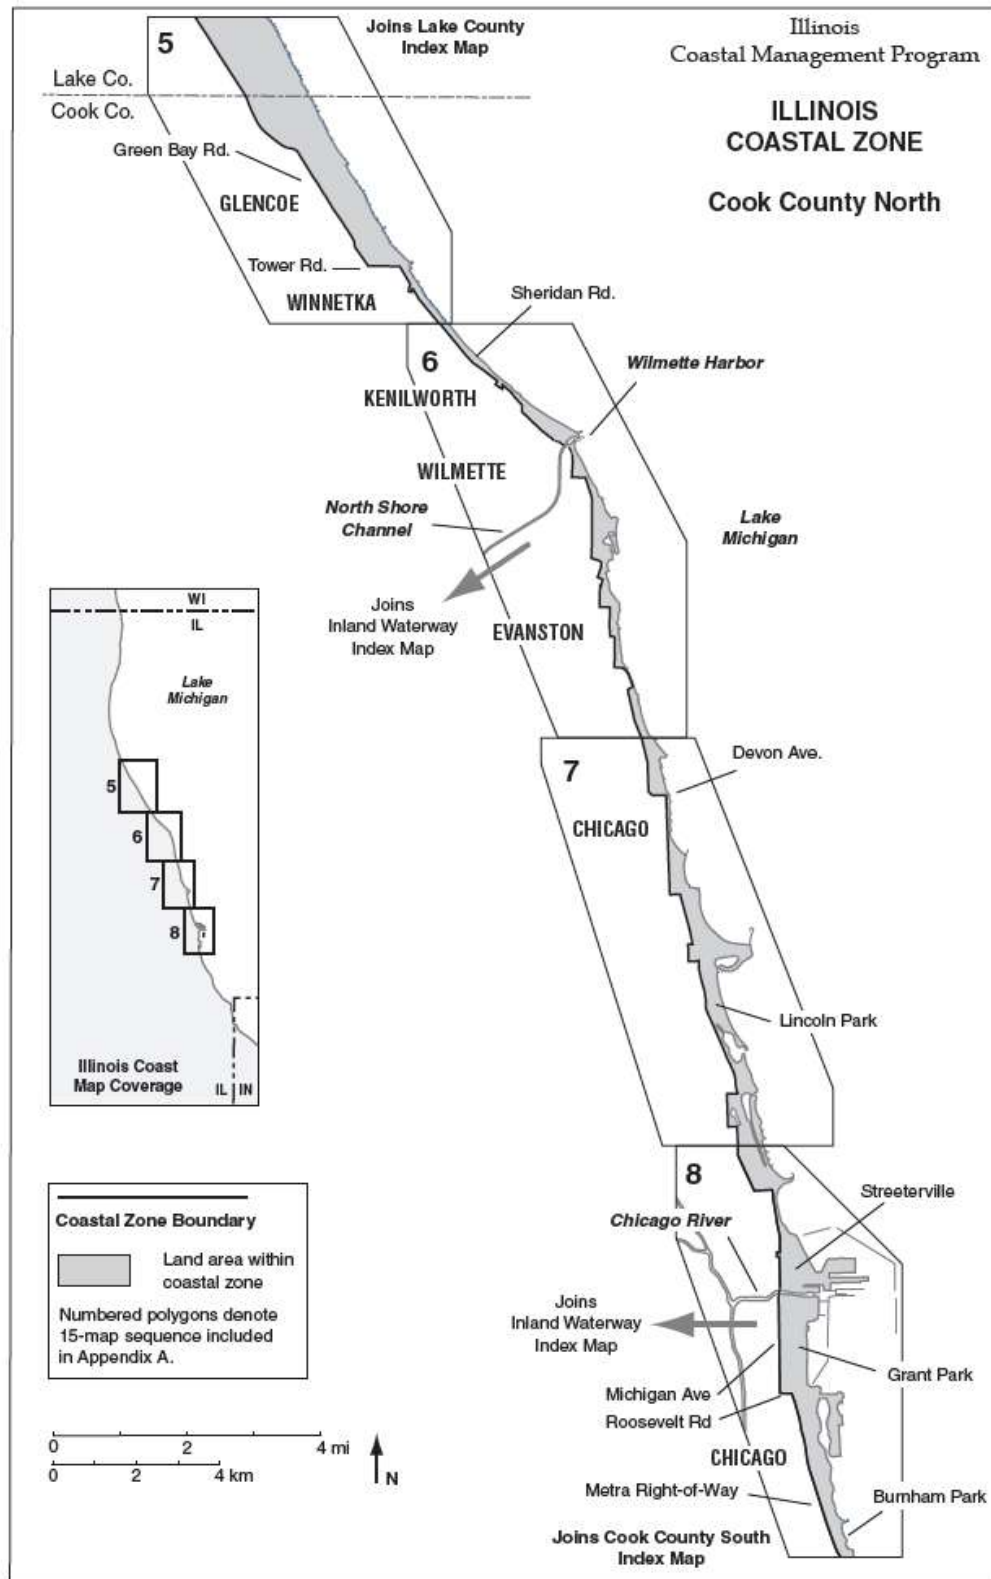 Illinois
Coastal Management Program
ILLINOIS
COASTAL ZONE
Cook County North
5
Joins Lake County
Index Map
Lake Co.
Cook Co.
Green Bay Rd.
GLENCOE
Tower Rd.
WINNETKA
Sheridan Rd.
6
Wilmette Harbor
KENILWORTH
WILMETTE
North Shore
Channel
Lake
Michigan
Joins
Inland Waterway
Index Map
EVANSTON
WI
IL
Lake
Michigan
5
6
7
8
Illinois Coast
Map Coverage
IL
IN
7
Devon Ave.
CHICAGO
Lincoln Park
8
Streeterville
Chicago River
Joins
Inland Waterway
Index Map
Grant Park
Michigan Ave
Roosevelt Rd
CHICAGO
Metra Right-of-Way
Burnham Park
Joins Cook County South
Index Map
Coastal Zone Boundary
Land area within
coastal zone
Numbered polygons denote
15-map sequence included
in Appendix A.
0 2 4 mi
0 2 4 km
N